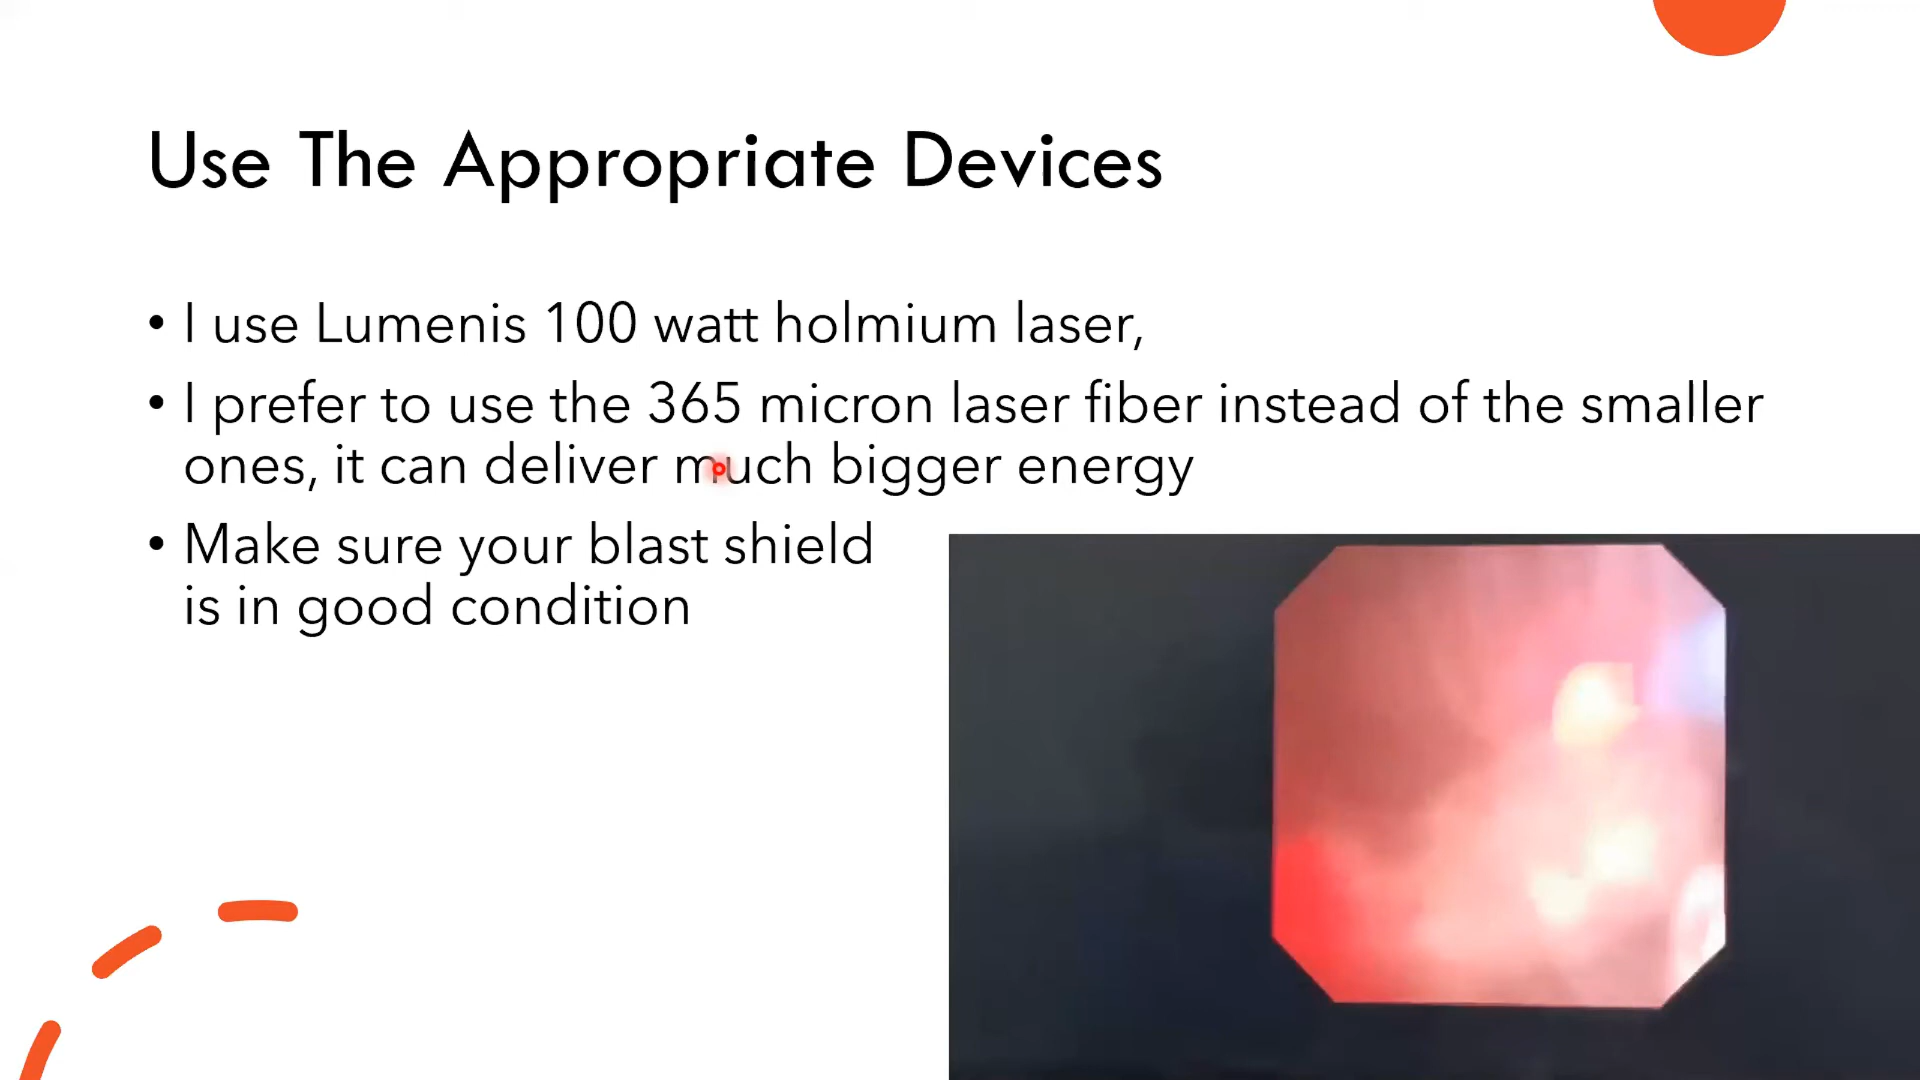 Use The Appropriate Devices
• I use Lumenis 100 watt holmium laser,
• I prefer to use the 365 micron laser fiber instead of the smaller
ones, it can deliver much bigger energy
• Make sure your blast shield
is in good condition